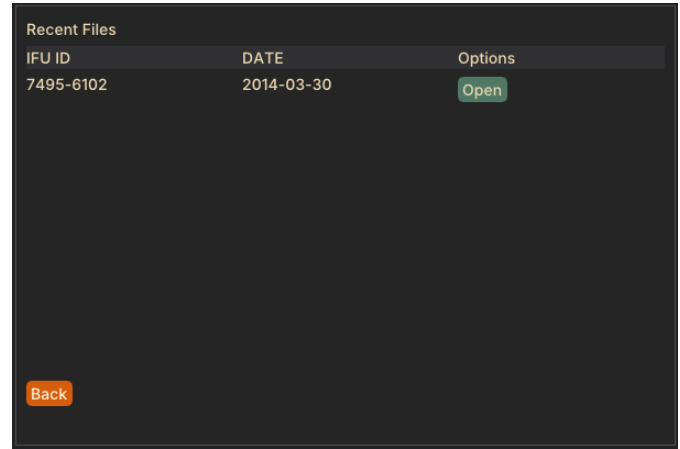 Recent Files
IFU ID DATE Options
7495-6102 2014-03-30 Open
Back